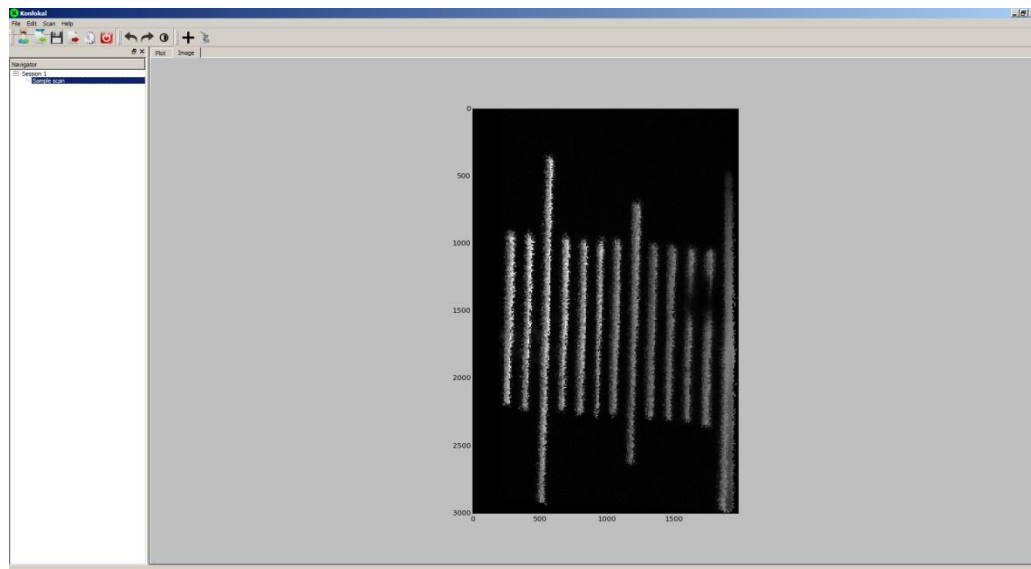 Konfokal
File Edit Scan Help
Plot Image
Navigator
Session 1
Sample scan
0
500
1000
1500
2000
2500
3000
0 500 1000 1500